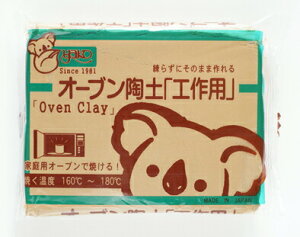 YAKO
Since 1981
練らずにそのまま作れる
オーブン陶土「工作用」
「Oven Clay」
家庭用オーブンで焼ける!
焼く温度 160℃ ～ 180℃
MADE IN JAPAN